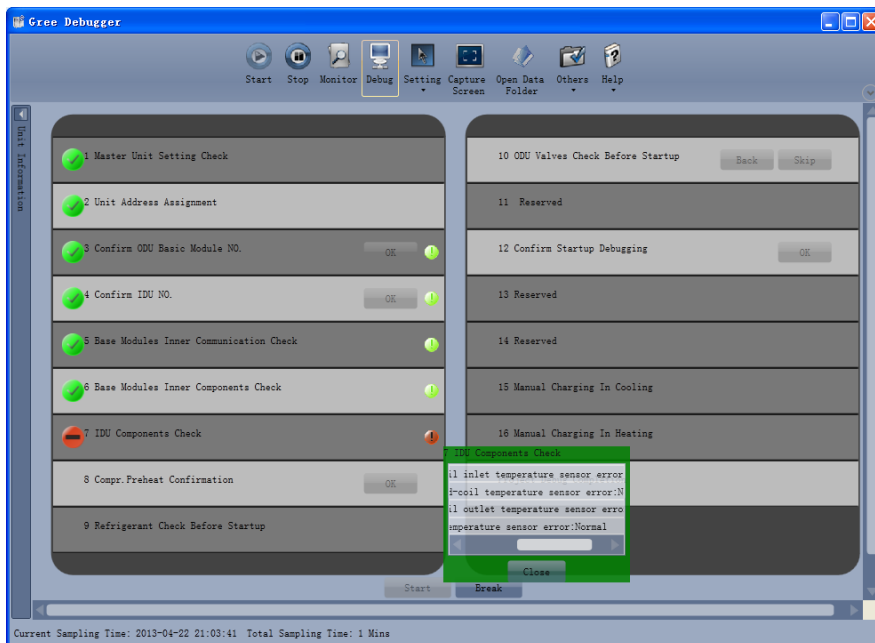 Gree Debugger
Start Stop Monitor Debug Setting Capture Screen Open Data Folder Others Help
Unit Information
1 Master Unit Setting Check
2 Unit Address Assignment
3 Confirm ODU Basic Module NO. OK
4 Confirm IDU NO. OK
5 Base Modules Inner Communication Check
6 Base Modules Inner Components Check
7 IDU Components Check
8 Compr.Preheat Confirmation OK
9 Refrigerant Check Before Startup
10 ODU Valves Check Before Startup Back Skip
11 Reserved
12 Confirm Startup Debugging OK
13 Reserved
14 Reserved
15 Manual Charging In Cooling
16 Manual Charging In Heating
7 IDU Components Check
il inlet temperature sensor error
d-coil temperature sensor error:N
il outlet temperature sensor erro
emperature sensor error:Normal
Close
Start Break
Current Sampling Time: 2013-04-22 21:03:41 Total Sampling Time: 1 Mins